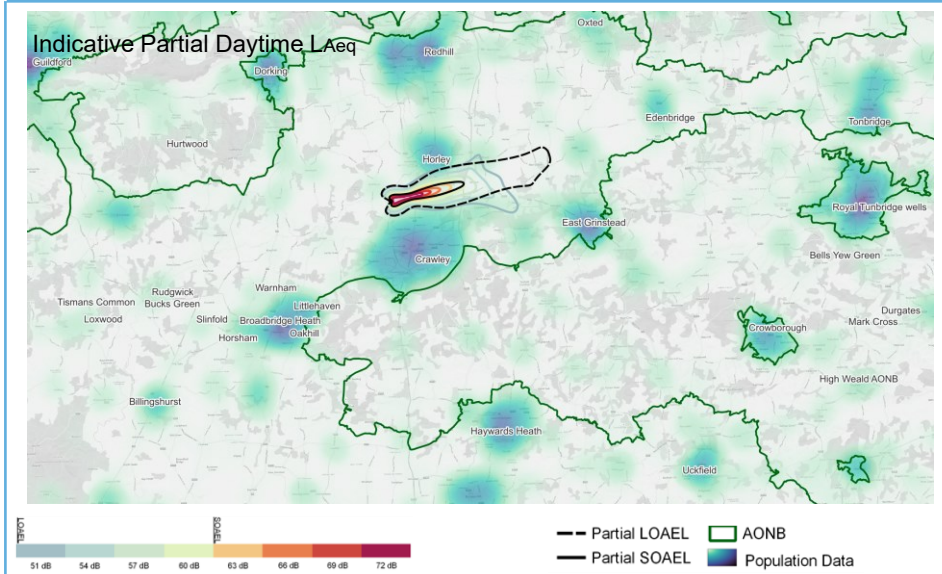 Indicative Partial Daytime LAeq
Oxted
Guildford
Redhill
Dorking
Edenbridge
Tonbridge
Hurtwood
Horley
Royal Tunbridge wells
East Grinstead
Crawley
Bells Yew Green
Warnham
Rudgwick
Tismans Common
Bucks Green
Littlehaven
Loxwood
Slinfold
Broadbridge Heath
Oakhill
Horsham
Durgates
Mark Cross
Crowborough
High Weald AONB
Billingshurst
Haywards Heath
Uckfield
LOAEL
SOAEL
51 dB
54 dB
57 dB
60 dB
63 dB
66 dB
69 dB
72 dB
Partial LOAEL
AONB
Partial SOAEL
Population Data